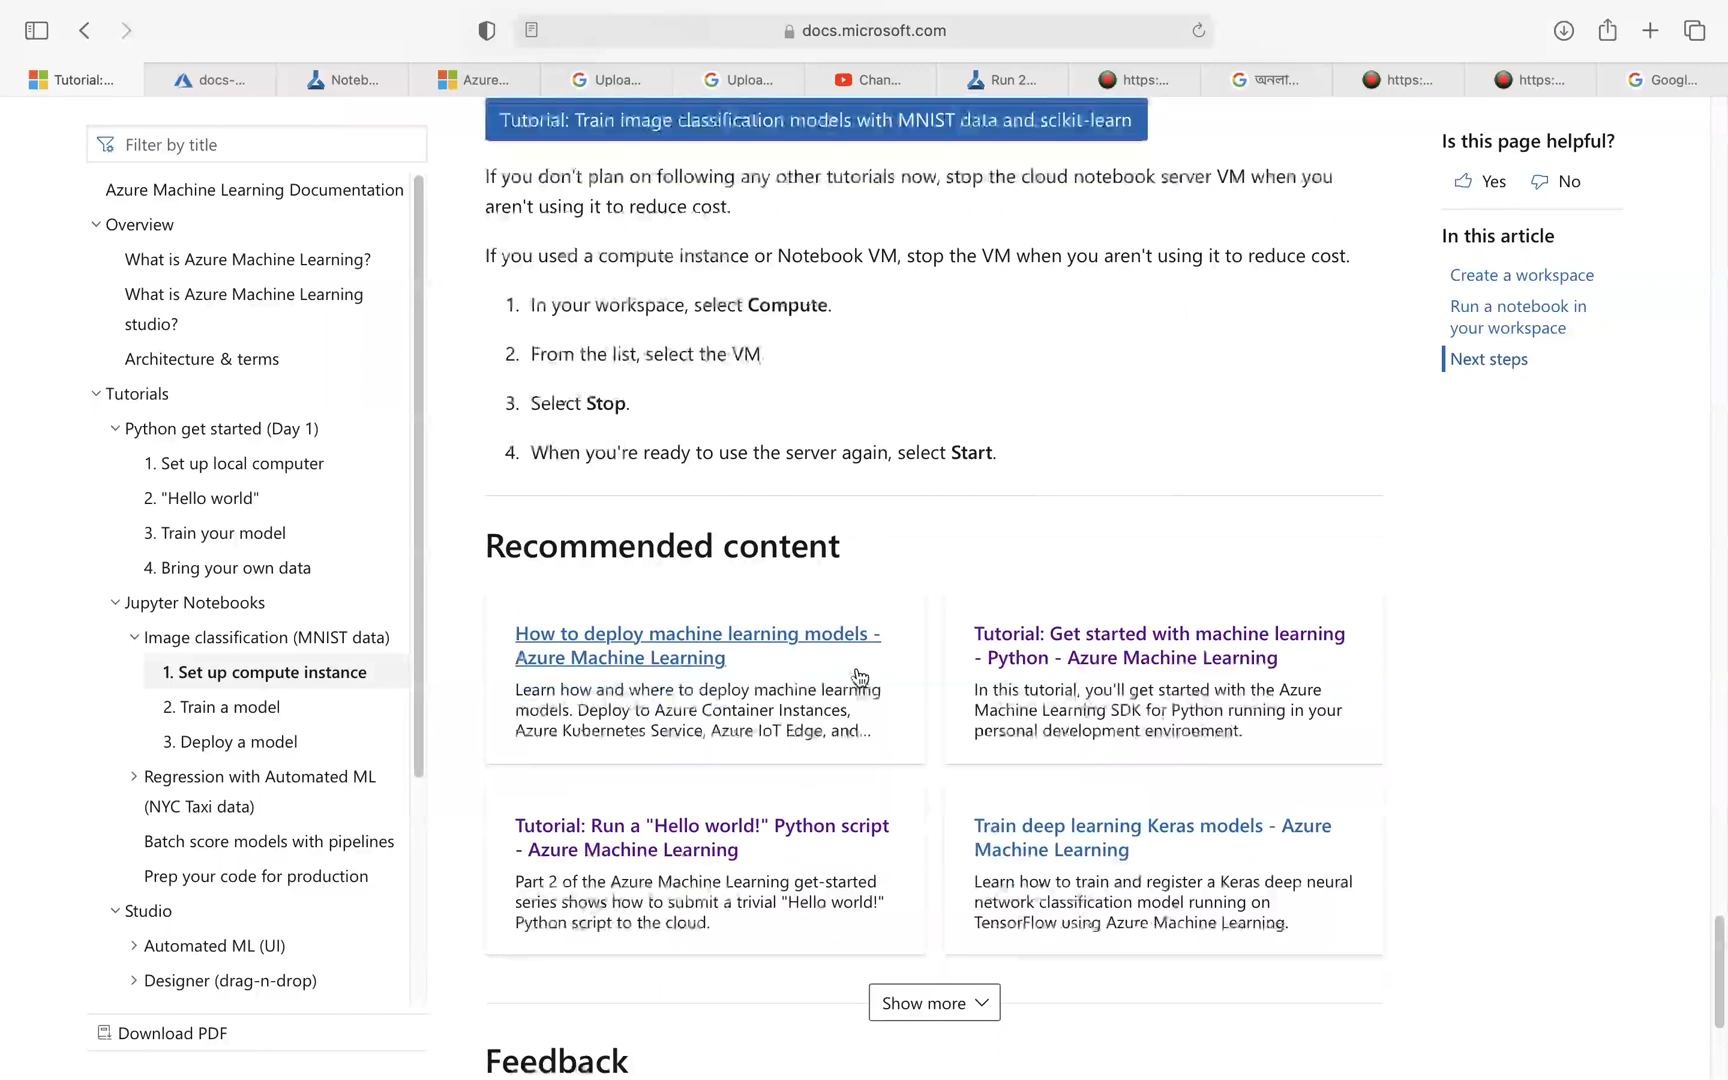 docs.microsoft.com
Tutorial:...
docs-...
Noteb...
Azure...
Uploa...
Uploa...
Chan...
Run 2...
https:...
অনলা...
https:...
https:...
Googl...
Filter by title
Azure Machine Learning Documentation
Overview
What is Azure Machine Learning?
What is Azure Machine Learning
studio?
Architecture & terms
Tutorials
Python get started (Day 1)
1. Set up local computer
2. "Hello world"
3. Train your model
4. Bring your own data
Jupyter Notebooks
Image classification (MNIST data)
1. Set up compute instance
2. Train a model
3. Deploy a model
Regression with Automated ML
(NYC Taxi data)
Batch score models with pipelines
Prep your code for production
Studio
Automated ML (UI)
Designer (drag-n-drop)
Download PDF
Tutorial: Train image classification models with MNIST data and scikit-learn
If you don't plan on following any other tutorials now, stop the cloud notebook server VM when you
aren't using it to reduce cost.
If you used a compute instance or Notebook VM, stop the VM when you aren't using it to reduce cost.
1. In your workspace, select Compute.
2. From the list, select the VM
3. Select Stop.
4. When you're ready to use the server again, select Start.
Recommended content
How to deploy machine learning models -
Azure Machine Learning
Learn how and where to deploy machine learning
models. Deploy to Azure Container Instances,
Azure Kubernetes Service, Azure IoT Edge, and...
Tutorial: Get started with machine learning
- Python - Azure Machine Learning
In this tutorial, you'll get started with the Azure
Machine Learning SDK for Python running in your
personal development environement.
Tutorial: Run a "Hello world!" Python script
- Azure Machine Learning
Part 2 of the Azure Machine Learning get-started
series shows how to submit a trivial "Hello world!"
Python script to the cloud.
Train deep learning Keras models - Azure
Machine Learning
Learn how to train and register a Keras deep neural
network classification model running on
TensorFlow using Azure Machine Learning.
Show more
Feedback
Is this page helpful?
Yes No
In this article
Create a workspace
Run a notebook in
your workspace
Next steps